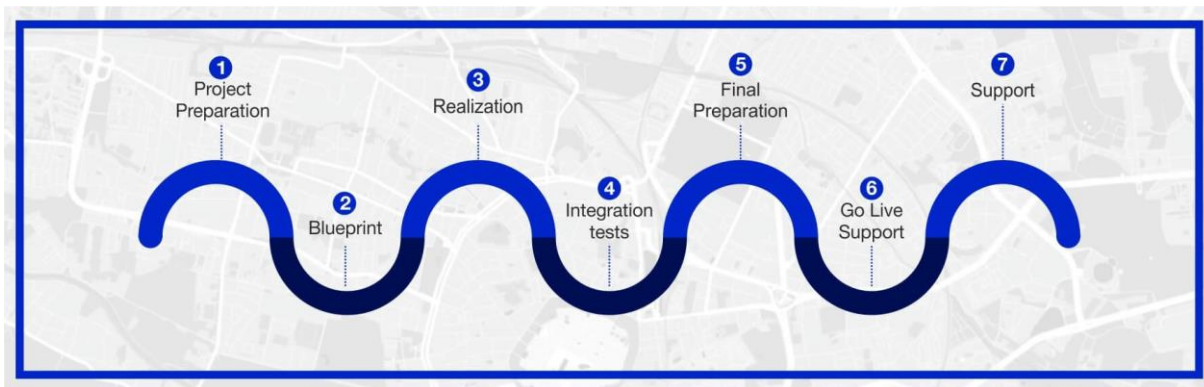 1
Project
Preparation
2
Blueprint
3
Realization
4
Integration
tests
5
Final
Preparation
6
Go Live
Support
7
Support